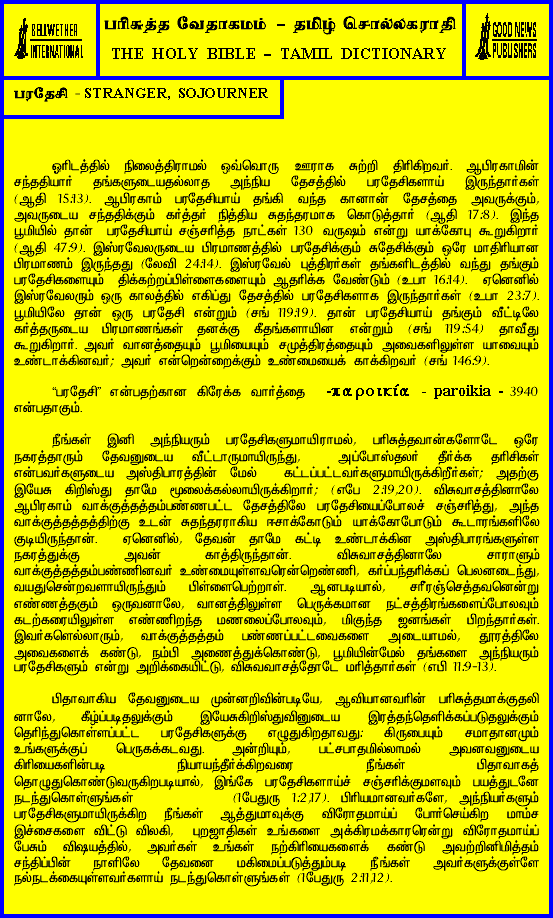 BELLWETHER
INTERNATIONAL
பரிசுத்த வேதாகமம் – தமிழ் சொல்லகராதி
THE HOLY BIBLE – TAMIL DICTIONARY
GOOD NEWS
PUBLISHERS
பரதேசி - STRANGER, SOJOURNER
ஓரிடத்தில் நிலைத்திராமல் ஒவ்வொரு ஊராக சுற்றி திரிகிறவர். ஆபிரகாமின்
சந்ததியார் தங்களுடையதல்லாத அந்நிய தேசத்தில் பரதேசிகளாய் இருந்தார்கள்
(ஆதி 15:13). ஆபிரகாம் பரதேசியாய் தங்கி வந்த கானான் தேசத்தை அவருக்கும்,
அவருடைய சந்ததிக்கும் கர்த்தர் நித்திய சுதந்தரமாக கொடுத்தார் (ஆதி 17:8). இந்த
பூமியில் தான் பரதேசியாய் சஞ்சரித்த நாட்கள் 130 வருஷம் என்று யாக்கோபு கூறுகிறார்
(ஆதி 47:9). இஸ்ரவேலருடைய பிரமாணத்தில் பரதேசிக்கும் சுதேசிக்கும் ஒரே மாதிரியான
பிரமாணம் இருந்தது (லேவி 24:14). இஸ்ரவேல் புத்திரர்கள் தங்களிடத்தில் வந்து தங்கும்
பரதேசிகளையும் திக்கற்றப்பிள்ளைகளையும் ஆதரிக்க வேண்டும் (உபா 16:14). ஏனெனில்
இஸ்ரவேலரும் ஒரு காலத்தில் எகிப்து தேசத்தில் பரதேசிகளாக இருந்தார்கள் (உபா 23:7).
பூமியிலே தான் ஒரு பரதேசி என்றும் (சங் 119:19). தான் பரதேசியாய் தங்கும் வீட்டிலே
கர்த்தருடைய பிரமாணங்கள் தனக்கு கீதங்களாயின என்றும் (சங் 119:54) தாவீது
கூறுகிறார். அவர் வானத்தையும் பூமியையும் சமுத்திரத்தையும் அவைகளிலுள்ள யாவையும்
உண்டாக்கினவர்; அவர் என்றென்றைக்கும் உண்மையைக் காக்கிறவர் (சங் 146:9).
“பரதேசி” என்பதற்கான கிரேக்க வார்த்தை -παροικία - paroikia - 3940
என்பதாகும்.
நீங்கள் இனி அந்நியரும் பரதேசிகளுமாயிராமல், பரிசுத்தவான்களோடே ஒரே
நகரத்தாரும் தேவனுடைய வீட்டாருமாயிருந்து, அப்போஸ்தலர் தீர்க்க தரிசிகள்
என்பவர்களுடைய அஸ்திபாரத்தின் மேல் கட்டப்பட்டவர்களுமாயிருக்கிறீர்கள்; அதற்கு
இயேசு கிறிஸ்து தாமே மூலைக்கல்லாயிருக்கிறார்; (எபே 2:19,20). விசுவாசத்தினாலே
ஆபிரகாம் வாக்குத்தத்தம்பண்ணபட்ட தேசத்திலே பரதேசியைப்போலச் சஞ்சரித்து, அந்த
வாக்குத்தத்தத்திற்கு உடன் சுதந்தரராகிய ஈசாக்கோடும் யாக்கோபோடும் கூடாரங்களிலே
குடியிருந்தான். ஏனெனில், தேவன் தாமே கட்டி உண்டாக்கின அஸ்திபாரங்களுள்ள
நகரத்துக்கு அவன் காத்திருந்தான். விசுவாசத்தினாலே சாராளும்
வாக்குத்தத்தம்பண்ணினவர் உண்மையுள்ளவரென்றெண்ணி, கர்ப்பந்தரிக்கப் பெலனடைந்து,
வயதுசென்றவளாயிருந்தும் பிள்ளைபெற்றாள். ஆனபடியால், சரீரஞ்செத்தவனென்று
எண்ணத்தகும் ஒருவனாலே, வானத்திலுள்ள பெருக்கமான நட்சத்திரங்களைப்போலவும்
கடற்கரையிலுள்ள எண்ணிறந்த மணலைப்போலவும், மிகுந்த ஜனங்கள் பிறந்தார்கள்.
இவர்களெல்லாரும், வாக்குத்தத்தம் பண்ணப்பட்டவைகளை அடையாமல், தூரத்திலே
அவைகளைக் கண்டு, நம்பி அணைத்துக்கொண்டு, பூமியின்மேல் தங்களை அந்நியரும்
பரதேசிகளும் என்று அறிக்கையிட்டு, விசுவாசத்தோடே மரித்தார்கள் (எபி 11:9-13).
பிதாவாகிய தேவனுடைய முன்னறிவின்படியே, ஆவியானவரின் பரிசுத்தமாக்குதலி
னாலே, கீழ்ப்படிதலுக்கும் இயேசுகிறிஸ்துவினுடைய இரத்தந்தெளிக்கப்படுதலுக்கும்
தெரிந்துகொள்ளப்பட்ட பரதேசிகளுக்கு எழுதுகிறதாவது: கிருபையும் சமாதானமும்
உங்களுக்குப் பெருகக்கடவது. அன்றியும், பட்சபாதமில்லாமல் அவனவனுடைய
கிரியைகளின்படி நியாயந்தீர்க்கிறவரை நீங்கள் பிதாவாகத்
தொழுதுகொண்டுவருகிறபடியால், இங்கே பரதேசிகளாய்ச் சஞ்சரிக்குமளவும் பயத்துடனே
நடந்துகொள்ளுங்கள் (1பேதுரு 1:2,17). பிரியமானவர்களே, அந்நியர்களும்
பரதேசிகளுமாயிருக்கிற நீங்கள் ஆத்துமாவுக்கு விரோதமாய்ப் போர்செய்கிற மாம்ச
இச்சைகளை விட்டு விலகி, புறஜாதிகள் உங்களை அக்கிரமக்காரரென்று விரோதமாய்ப்
பேசும் விஷயத்தில், அவர்கள் உங்கள் நற்கிரியைகளைக் கண்டு அவற்றினிமித்தம்
சந்திப்பின் நாளிலே தேவனை மகிமைப்படுத்தும்படி நீங்கள் அவர்களுக்குள்ளே
நல்நடக்கையுள்ளவர்களாய் நடந்துகொள்ளுங்கள் (1பேதுரு 2:11,12).